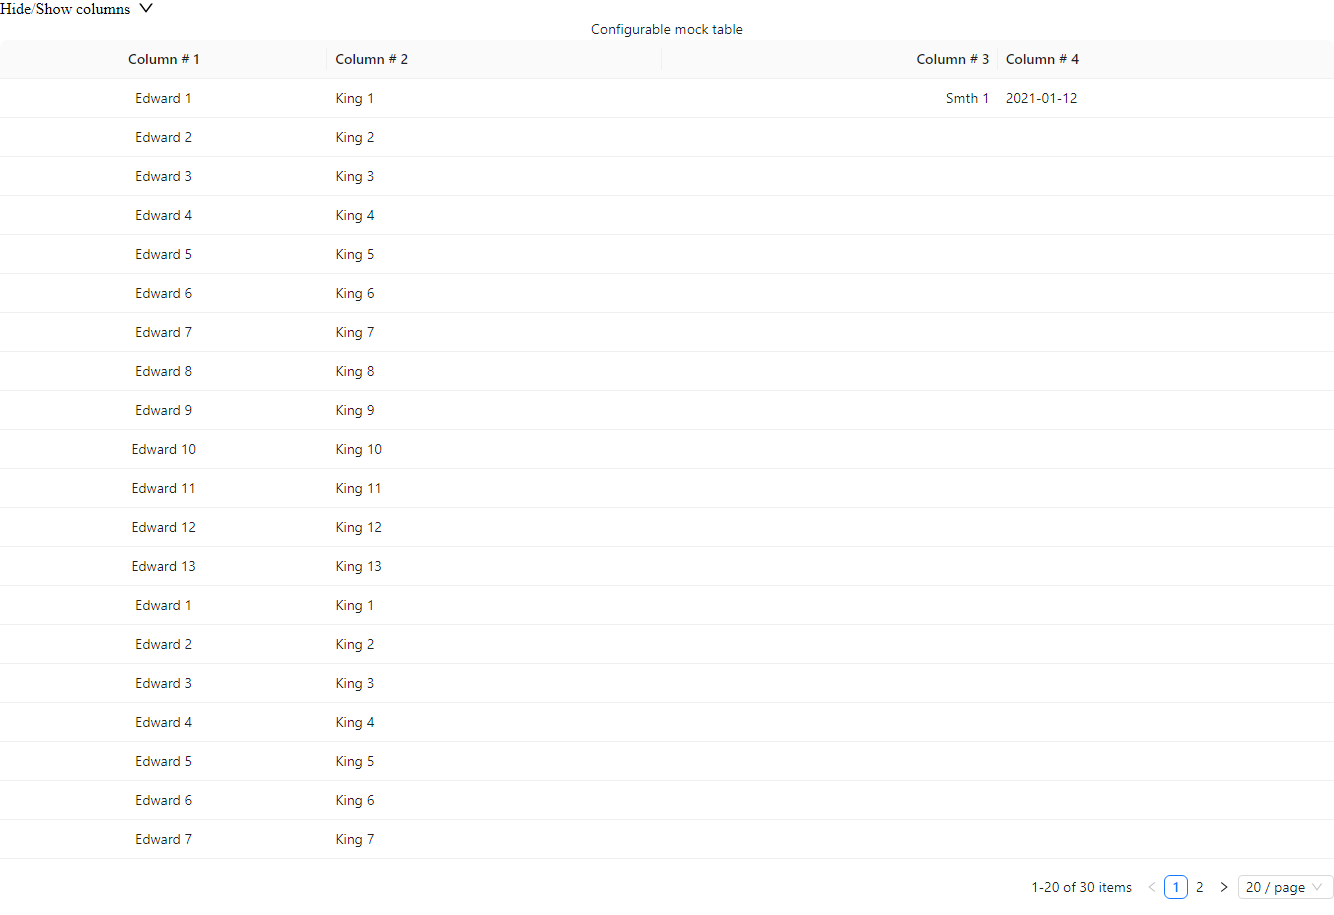 Hide/Show columns
Configurable mock table
Column # 1 Column # 2 Column # 3 Column # 4
Edward 1 King 1 Smth 1 2021-01-12
Edward 2 King 2
Edward 3 King 3
Edward 4 King 4
Edward 5 King 5
Edward 6 King 6
Edward 7 King 7
Edward 8 King 8
Edward 9 King 9
Edward 10 King 10
Edward 11 King 11
Edward 12 King 12
Edward 13 King 13
Edward 1 King 1
Edward 2 King 2
Edward 3 King 3
Edward 4 King 4
Edward 5 King 5
Edward 6 King 6
Edward 7 King 7
1-20 of 30 items < 1 2 > 20 / page